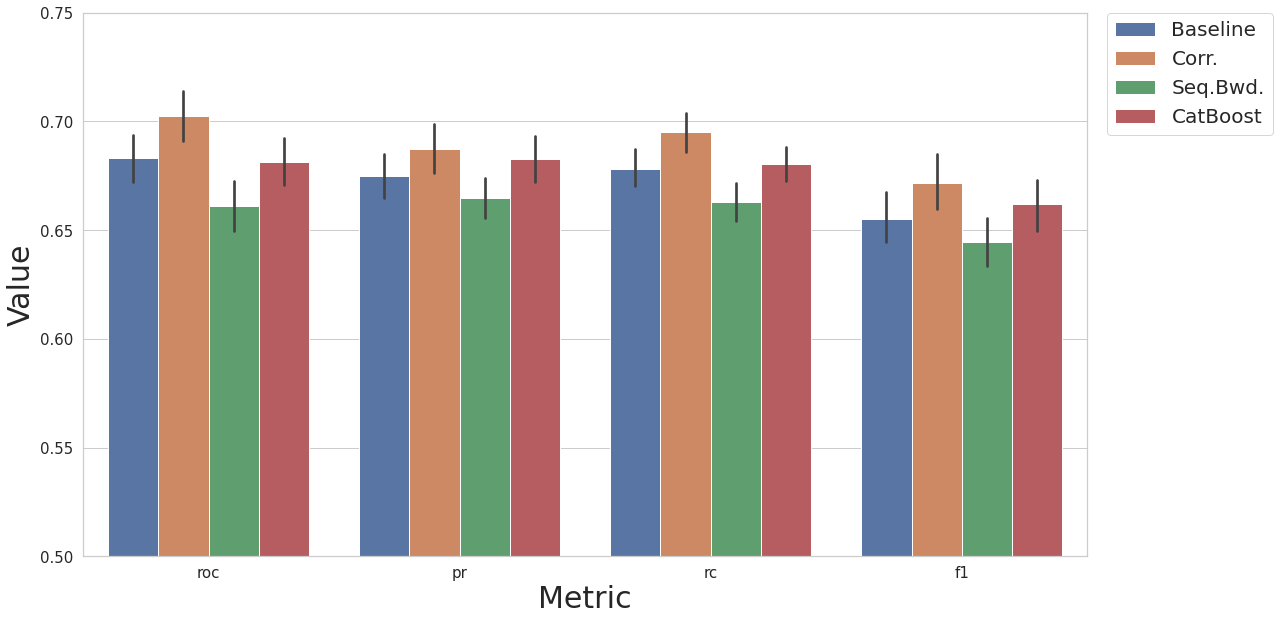 0.75
0.70
0.65
0.60
0.55
0.50
Value
roc
pr
rc
f1
Metric
Baseline
Corr.
Seq.Bwd.
CatBoost